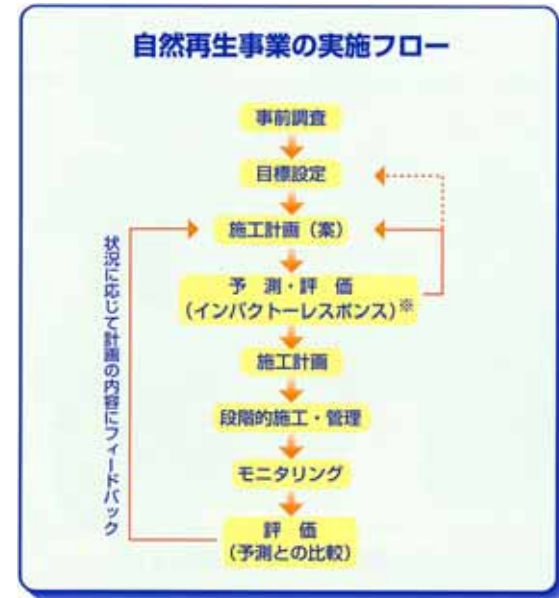 自然再生事業の実施フロー
事前調査
目標設定
施工計画（案）
予 測・評 価
（インパクトーレスポンス）※
施工計画
段階的施工・管理
モニタリング
評 価
（予測との比較）
状況に応じて計画の内容にフィードバック